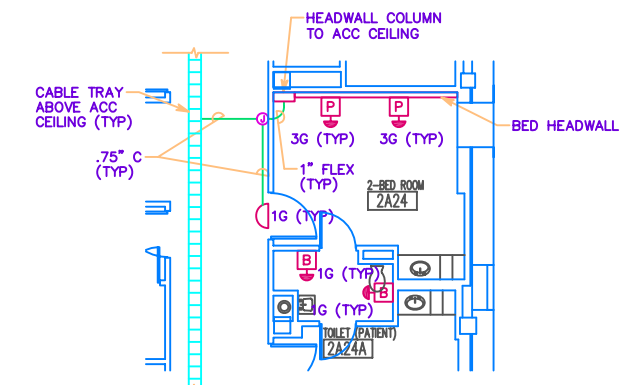 HEADWALL COLUMN
TO ACC CEILING
CABLE TRAY
ABOVE ACC
CEILING (TYP)
P
P
J
BED HEADWALL
3G (TYP)
3G (TYP)
.75" C
(TYP)
1" FLEX
(TYP)
2-BED ROOM
2A24
1G (TYP)
B
1G (TYP)
B
1G (TYP)
TOILET (PATIENT)
2A24A